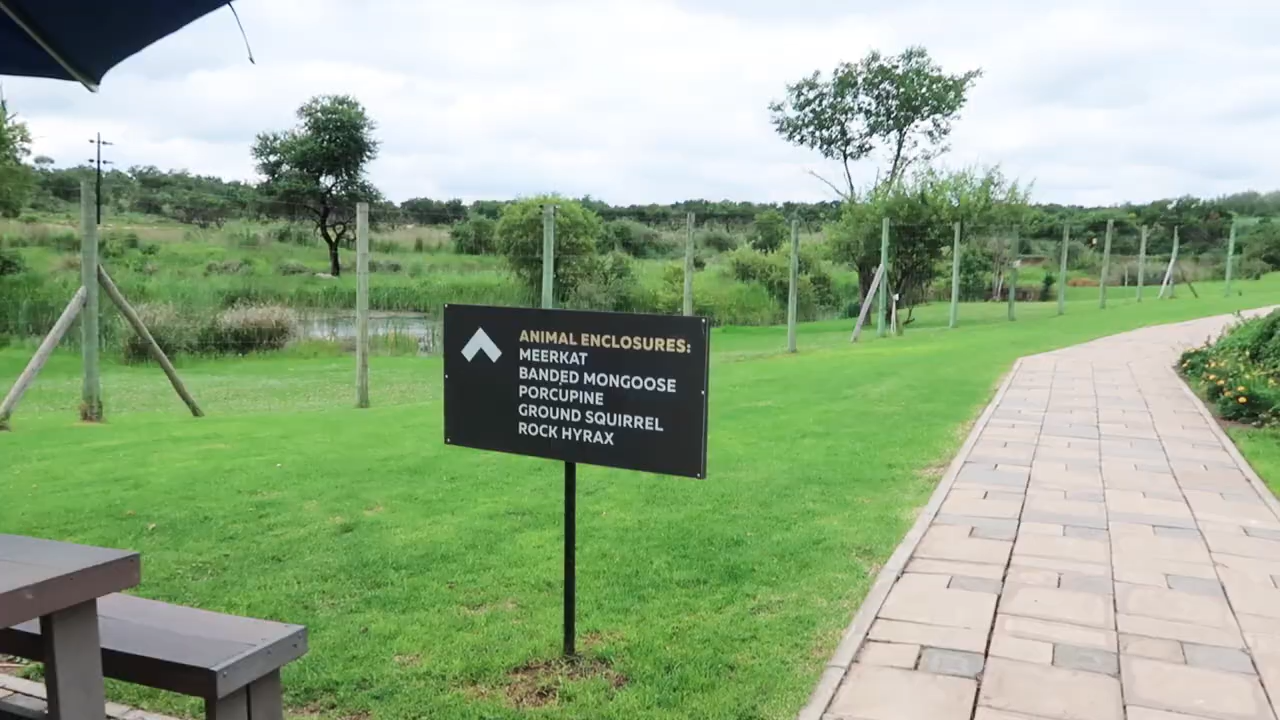 ANIMAL ENCLOSURES:
MEERKAT
BANDED MONGOOSE
PORCUPINE
GROUND SQUIRREL
ROCK HYRAX